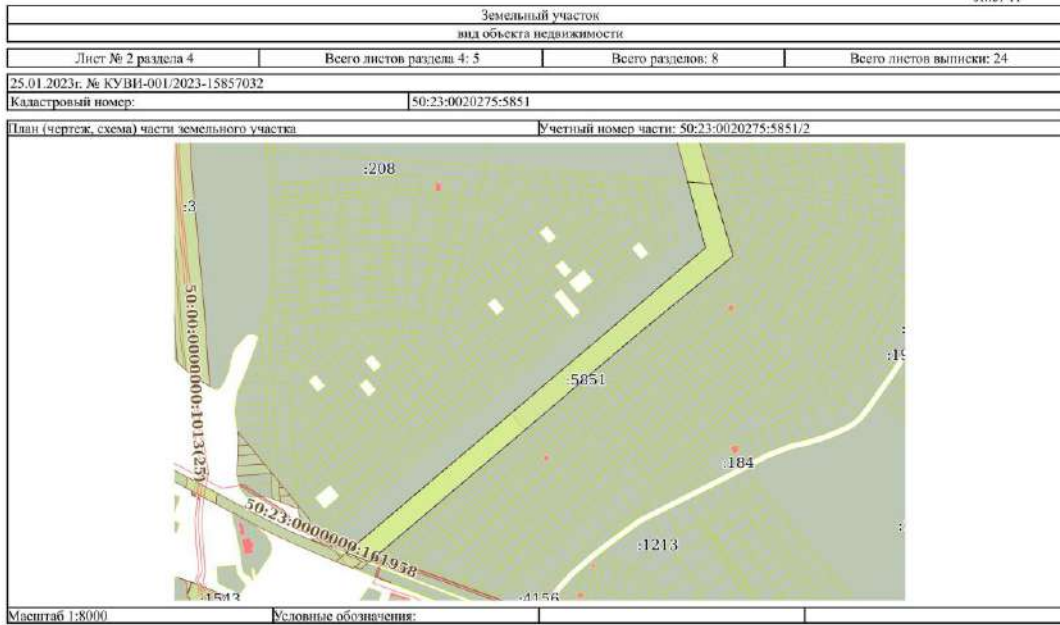 Земельный участок
вид объекта недвижимости
Лист № 2 раздела 4
Всего листов раздела 4: 5
Всего разделов: 8
Всего листов выписки: 24
25.01.2023г. № КУВИ-001/2023-15857032
Кадастровый номер:
50:23:0020275:5851
План (чертеж, схема) части земельного участка
Учетный номер части: 50:23:0020275:5851/2
:208
:3
50:00:0000000:1013(25)
:5851
:19
:184
50:23:0000000:161958
:1213
:1543
:4156
Масштаб 1:8000
Условные обозначения: